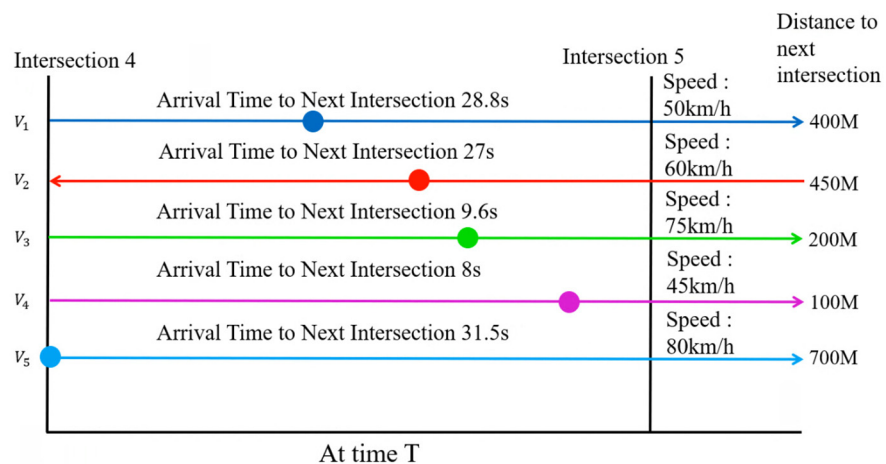 Distance to
next
intersection
Intersection 4
Intersection 5
Speed :
50km/h
Arrival Time to Next Intersection 28.8s
V1
400M
Speed :
60km/h
Arrival Time to Next Intersection 27s
V2
450M
Speed :
75km/h
Arrival Time to Next Intersection 9.6s
V3
200M
Speed :
45km/h
Arrival Time to Next Intersection 8s
V4
100M
Speed :
80km/h
Arrival Time to Next Intersection 31.5s
V5
700M
At time T